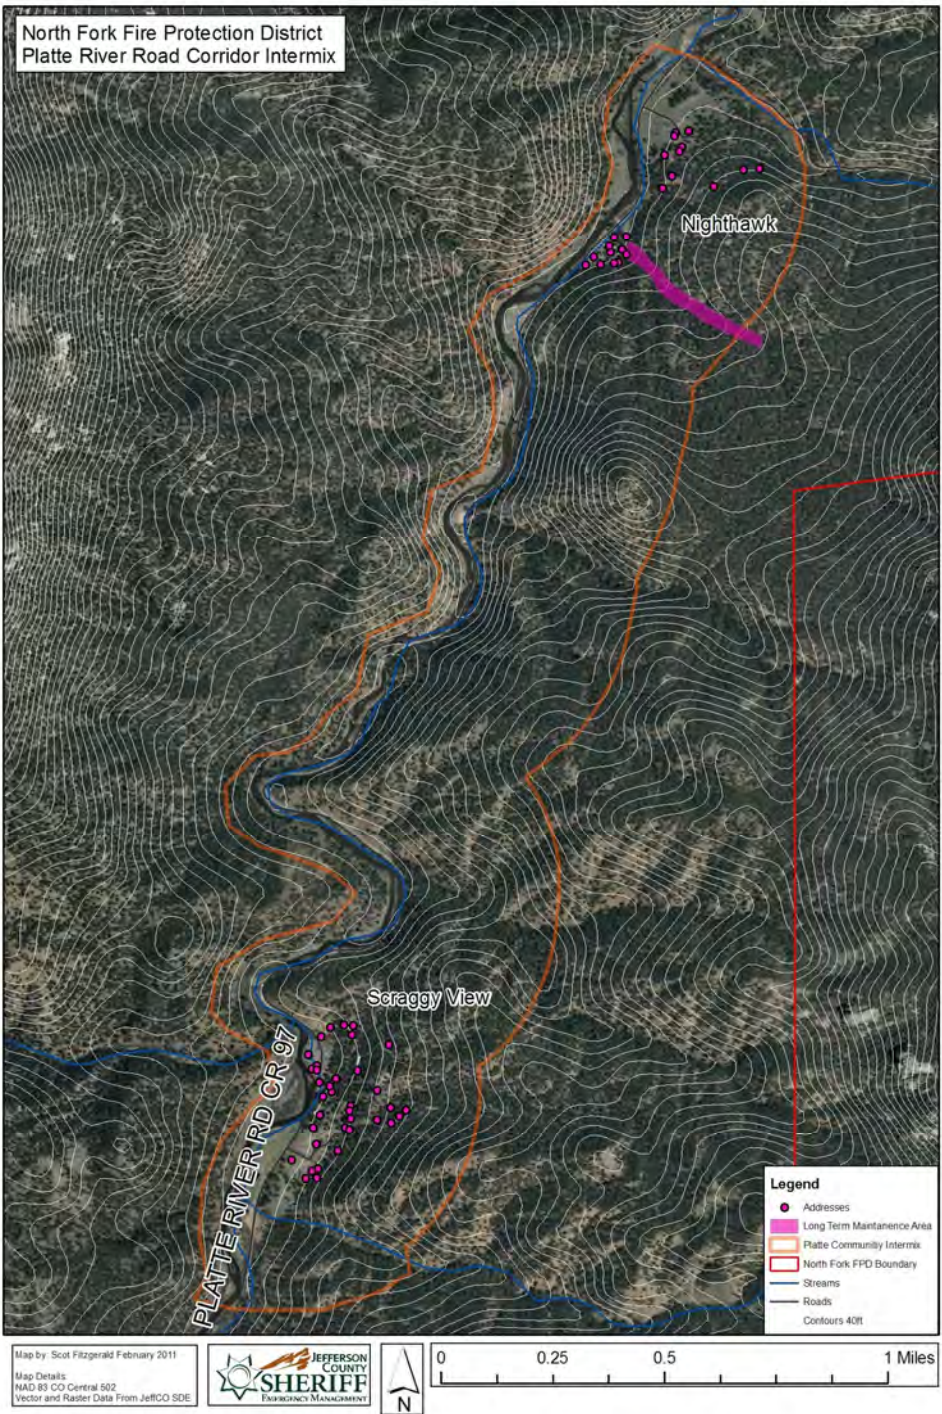 North Fork Fire Protection District
Platte River Road Corridor Intermix
Nighthawk
Scraggy View
PLATTE RIVER RD CR 97
Legend
Addresses
Long Term Maintanence Area
Platte Communitiy Intermix
North Fork FPD Boundary
Streams
Roads
Contours 40ft
Map by: Scot Fitzgerald February 2011
Map Details:
NAD 83 CO Central 502
Vector and Raster Data From JeffCO SDE
JEFFERSON
COUNTY
SHERIFF
EMERGENCY MANAGEMENT
N
0 0.25 0.5 1 Miles